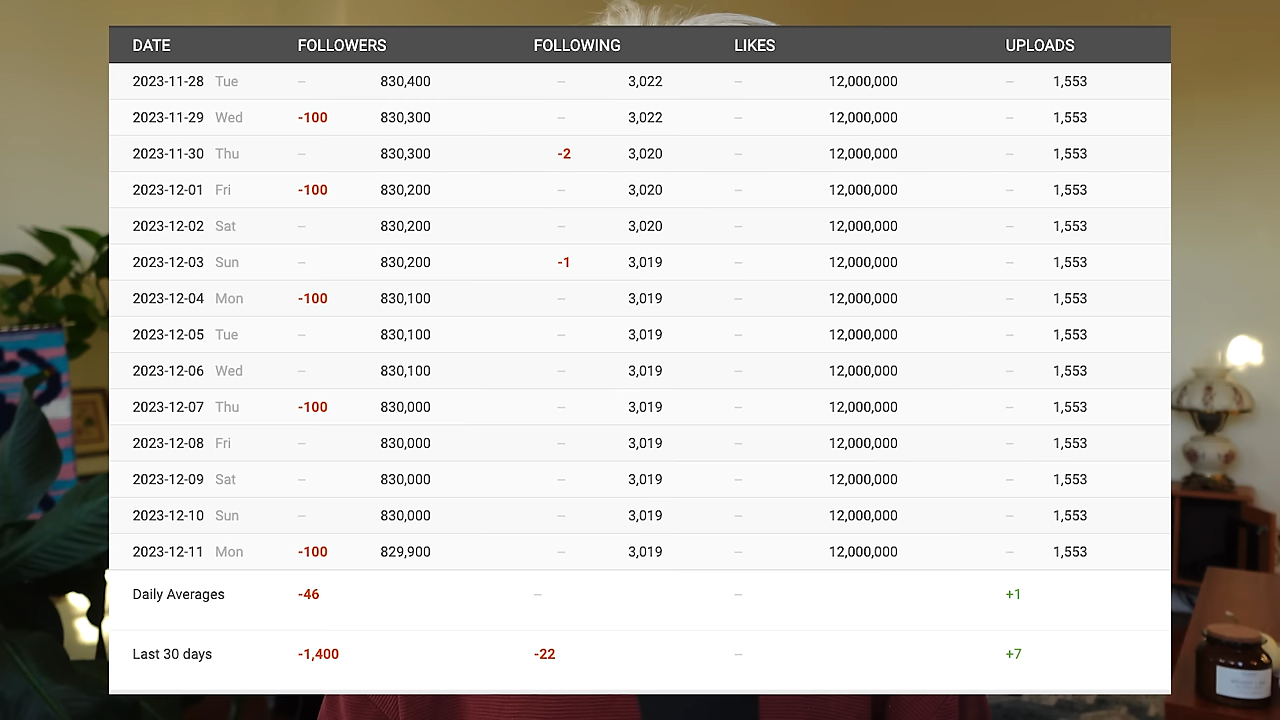 DATE FOLLOWERS FOLLOWING LIKES UPLOADS
2023-11-28 Tue – 830,400 – 3,022 – 12,000,000 – 1,553
2023-11-29 Wed -100 830,300 – 3,022 – 12,000,000 – 1,553
2023-11-30 Thu – 830,300 -2 3,020 – 12,000,000 – 1,553
2023-12-01 Fri -100 830,200 – 3,020 – 12,000,000 – 1,553
2023-12-02 Sat – 830,200 – 3,020 – 12,000,000 – 1,553
2023-12-03 Sun – 830,200 -1 3,019 – 12,000,000 – 1,553
2023-12-04 Mon -100 830,100 – 3,019 – 12,000,000 – 1,553
2023-12-05 Tue – 830,100 – 3,019 – 12,000,000 – 1,553
2023-12-06 Wed – 830,100 – 3,019 – 12,000,000 – 1,553
2023-12-07 Thu -100 830,000 – 3,019 – 12,000,000 – 1,553
2023-12-08 Fri – 830,000 – 3,019 – 12,000,000 – 1,553
2023-12-09 Sat – 830,000 – 3,019 – 12,000,000 – 1,553
2023-12-10 Sun – 830,000 – 3,019 – 12,000,000 – 1,553
2023-12-11 Mon -100 829,900 – 3,019 – 12,000,000 – 1,553
Daily Averages -46 – – +1
Last 30 days -1,400 -22 – +7